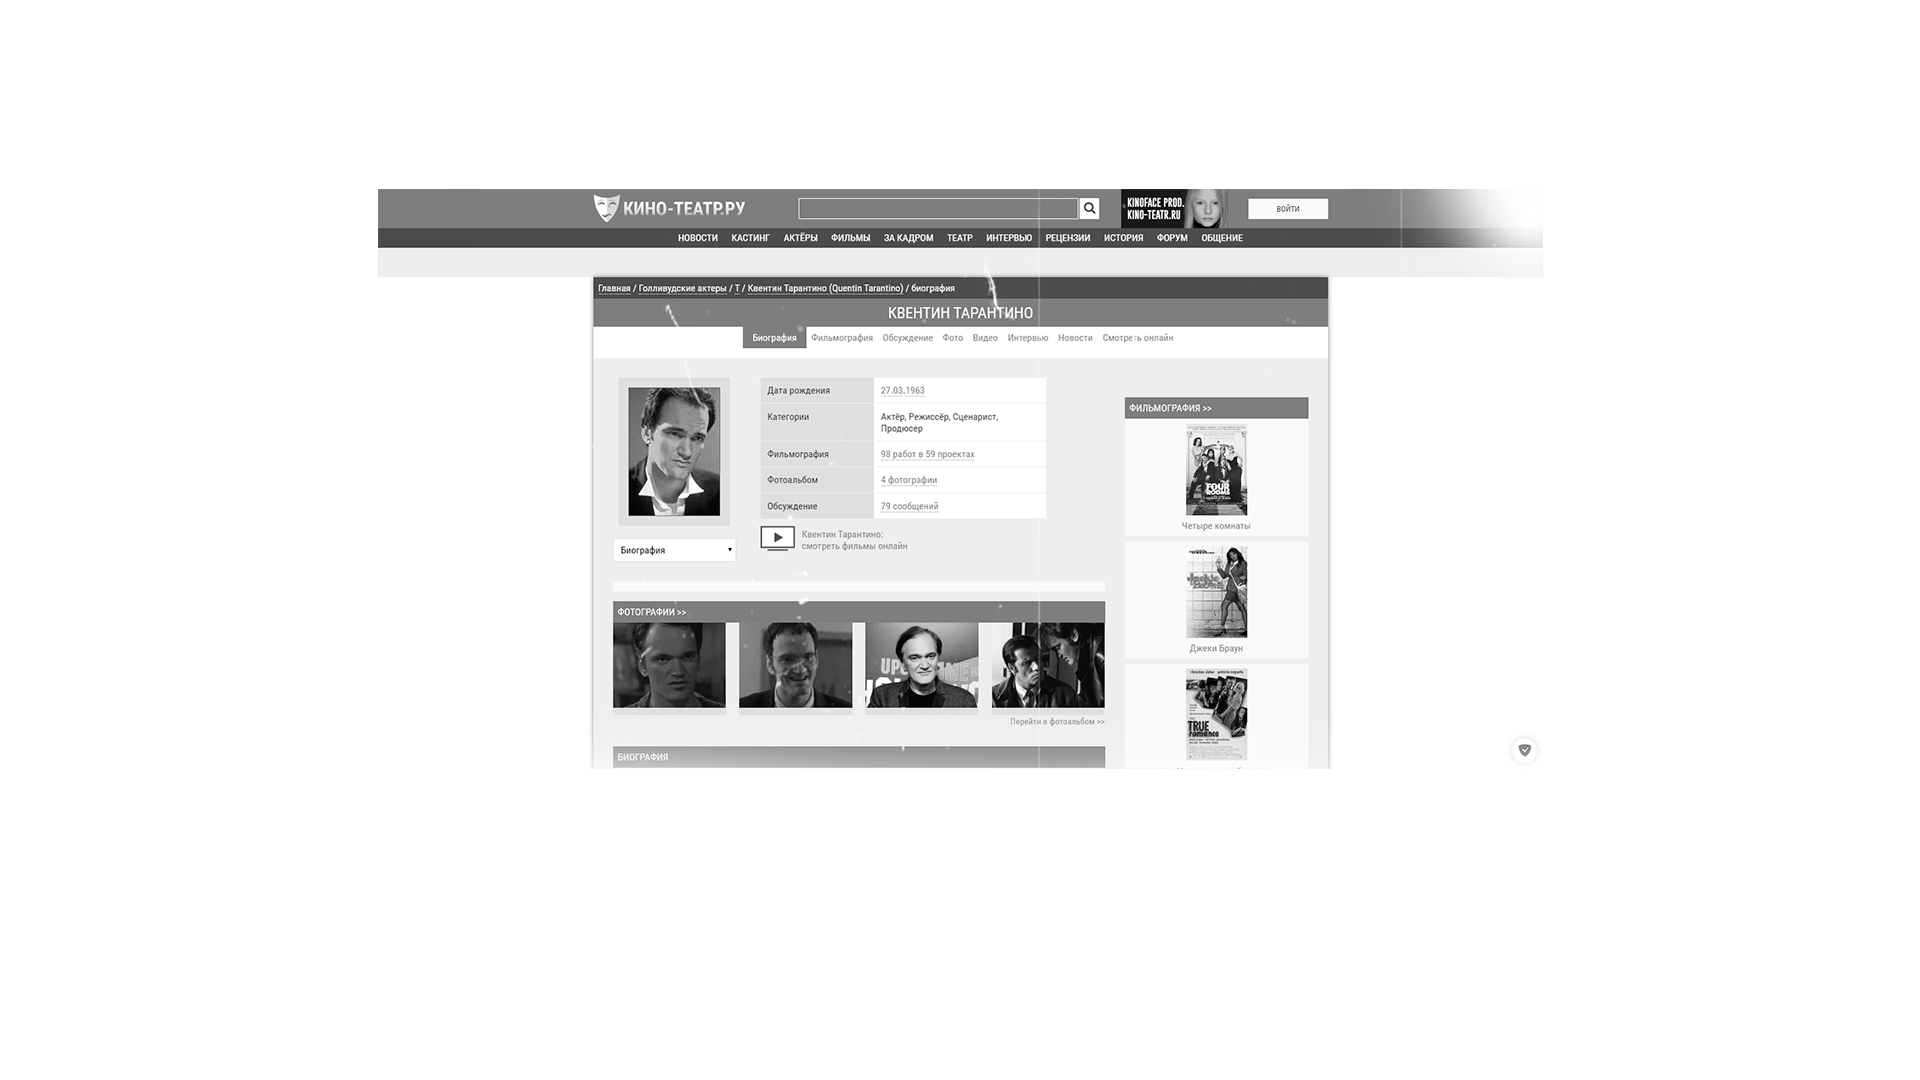 КИНО-ТЕАТР.РУ
KINOFACE PROD.
KINO-TEATR.RU
ВОЙТИ
НОВОСТИ КАСТИНГ АКТЁРЫ ФИЛЬМЫ ЗА КАДРОМ ТЕАТР ИНТЕРВЬЮ РЕЦЕНЗИИ ИСТОРИЯ ФОРУМ ОБЩЕНИЕ
Главная / Голливудские актеры / Т / Квентин Тарантино (Quentin Tarantino) / биография
КВЕНТИН ТАРАНТИНО
Биография Фильмография Обсуждение Фото Видео Интервью Новости Смотреть онлайн
Дата рождения 27.03.1963
Категории Актёр, Режиссёр, Сценарист,
Продюсер
Фильмография 98 работ в 59 проектах
Фотоальбом 4 фотографии
Обсуждение 79 сообщений
Квентин Тарантино:
смотреть фильмы онлайн
Биография
ФОТОГРАФИИ >>
Перейти в фотоальбом >>
БИОГРАФИЯ
ФИЛЬМОГРАФИЯ >>
FOUR
ROOMS
Четыре комнаты
Jackie
Brown
Джеки Браун
TRUE
romance